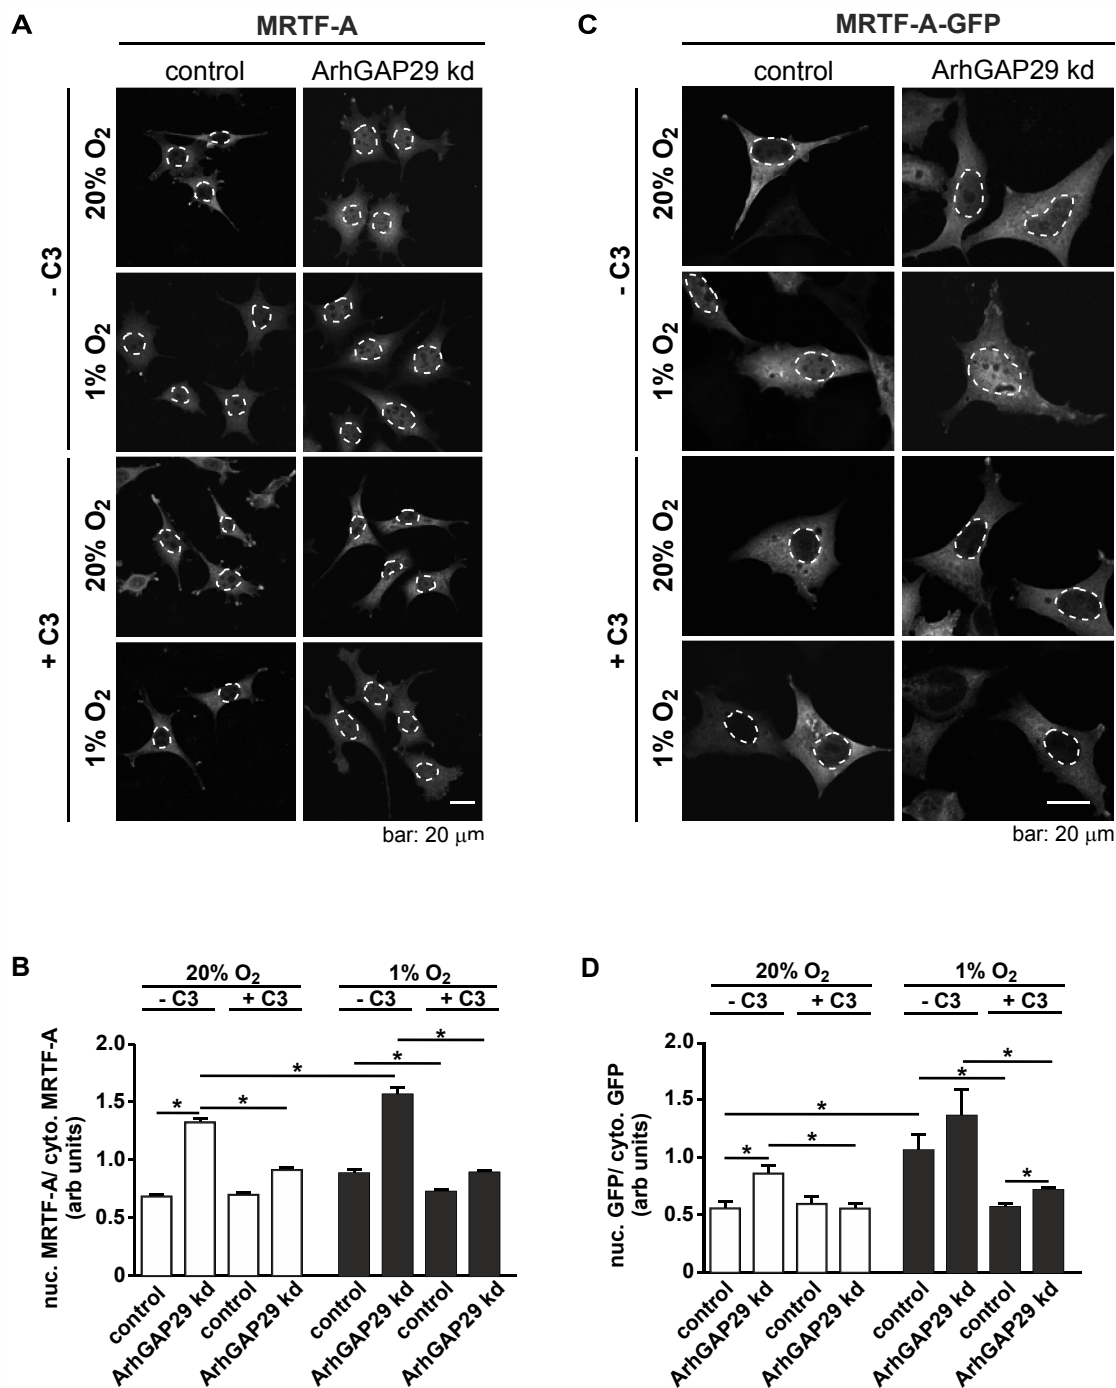 A
MRTF-A
control
ArhGAP29 kd
- C3
20% O2
1% O2
+ C3
20% O2
1% O2
bar: 20 μm
C
MRTF-A-GFP
control
ArhGAP29 kd
- C3
20% O2
1% O2
+ C3
20% O2
1% O2
bar: 20 μm
B
20% O2
1% O2
- C3
+ C3
- C3
+ C3
nuc. MRTF-A/ cyto. MRTF-A
(arb units)
2.0
1.5
1.0
0.5
0
*
*
*
*
*
control
ArhGAP29 kd
control
ArhGAP29 kd
control
ArhGAP29 kd
control
ArhGAP29 kd
D
20% O2
1% O2
- C3
+ C3
- C3
+ C3
nuc. GFP/ cyto. GFP
(arb units)
2.0
1.5
1.0
0.5
0
*
*
*
*
*
*
control
ArhGAP29 kd
control
ArhGAP29 kd
control
ArhGAP29 kd
control
ArhGAP29 kd